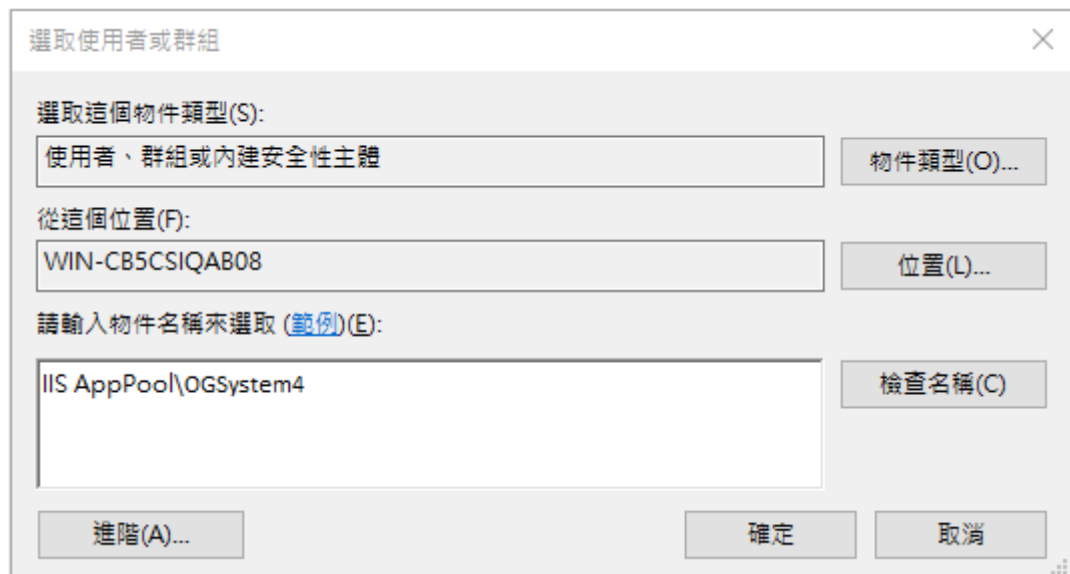 選取使用者或群組
選取這個物件類型(S):
使用者、群組或內建安全性主體
物件類型(O)...
從這個位置(F):
WIN-CB5CSIQAB08
位置(L)...
請輸入物件名稱來選取 (範例)(E):
IIS AppPool\OGSystem4
檢查名稱(C)
進階(A)...
確定
取消